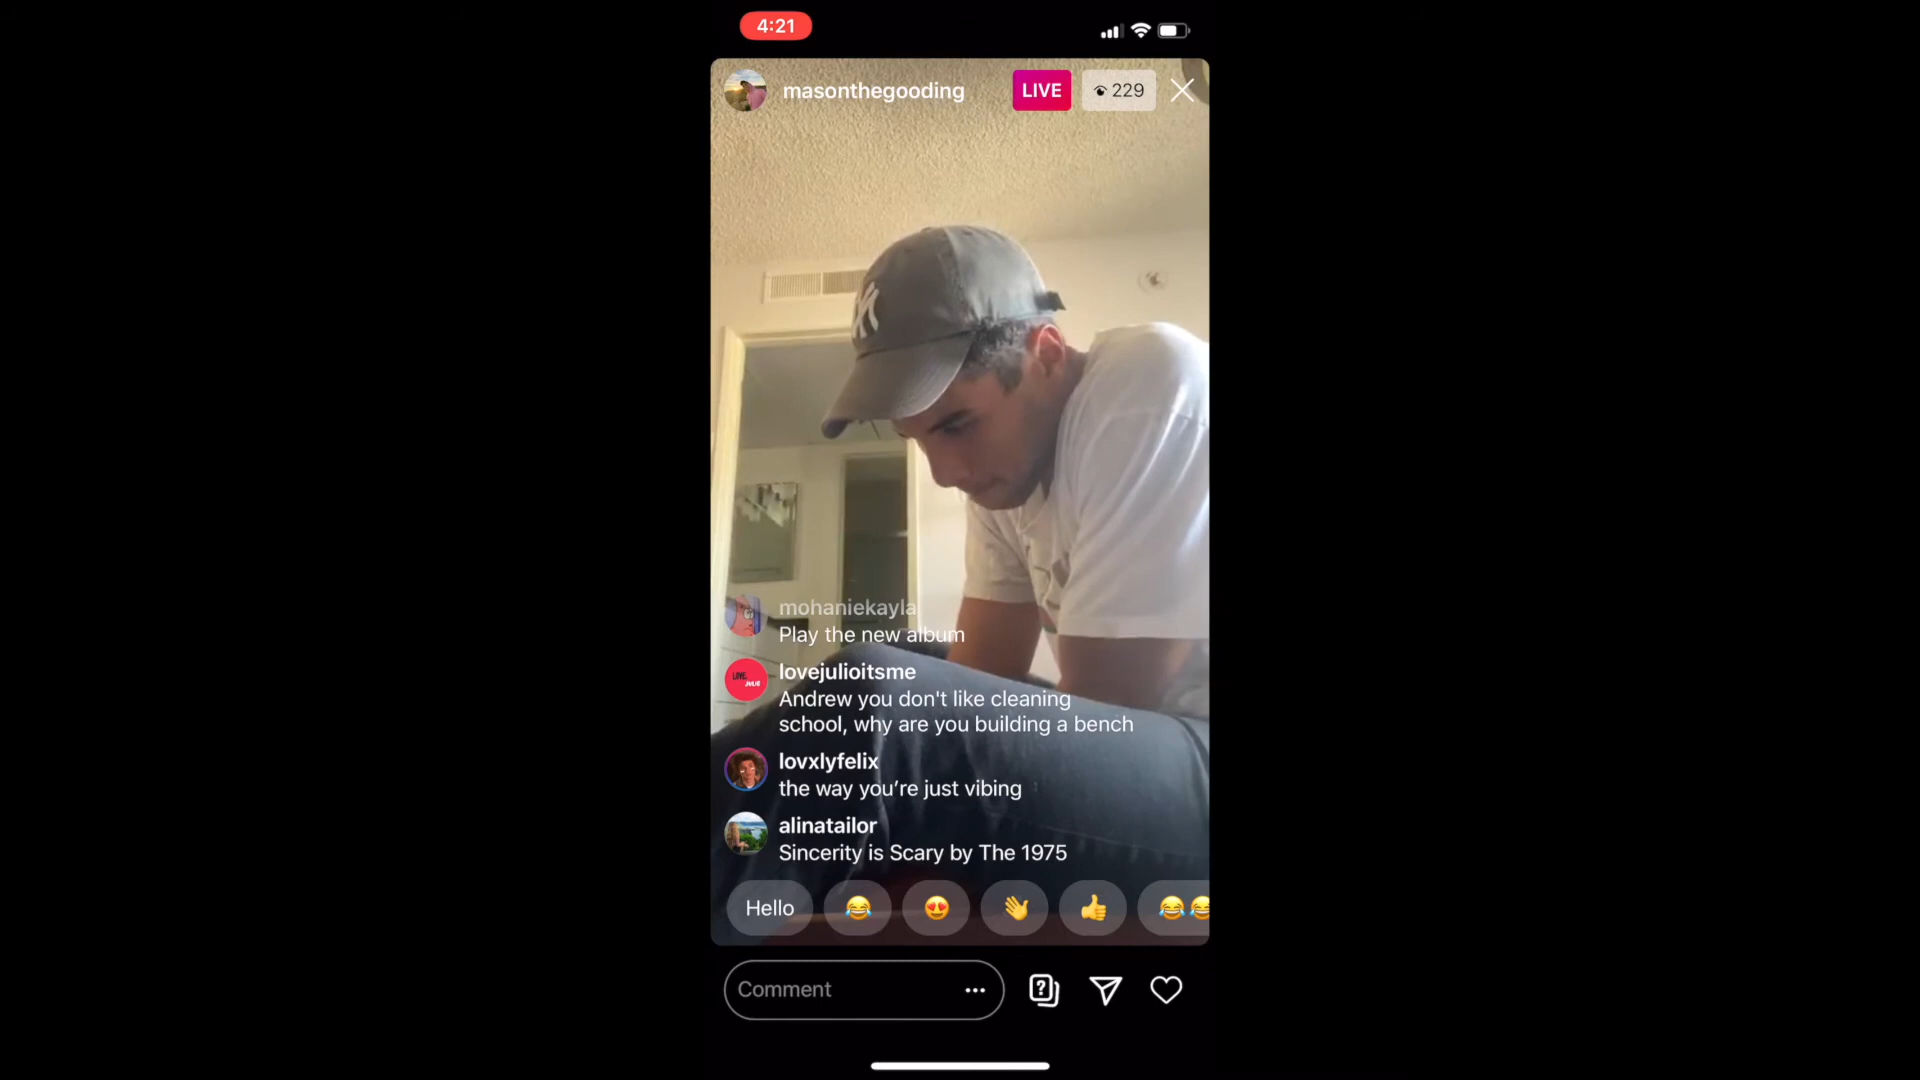 4:21
masonthegooding
LIVE
229
NY
mohaniekayla
Play the new album
lovejulioitsme
Andrew you don't like cleaning
school, why are you building a bench
lovxlyfelix
the way you’re just vibing
alinatailor
Sincerity is Scary by The 1975
Hello
Comment